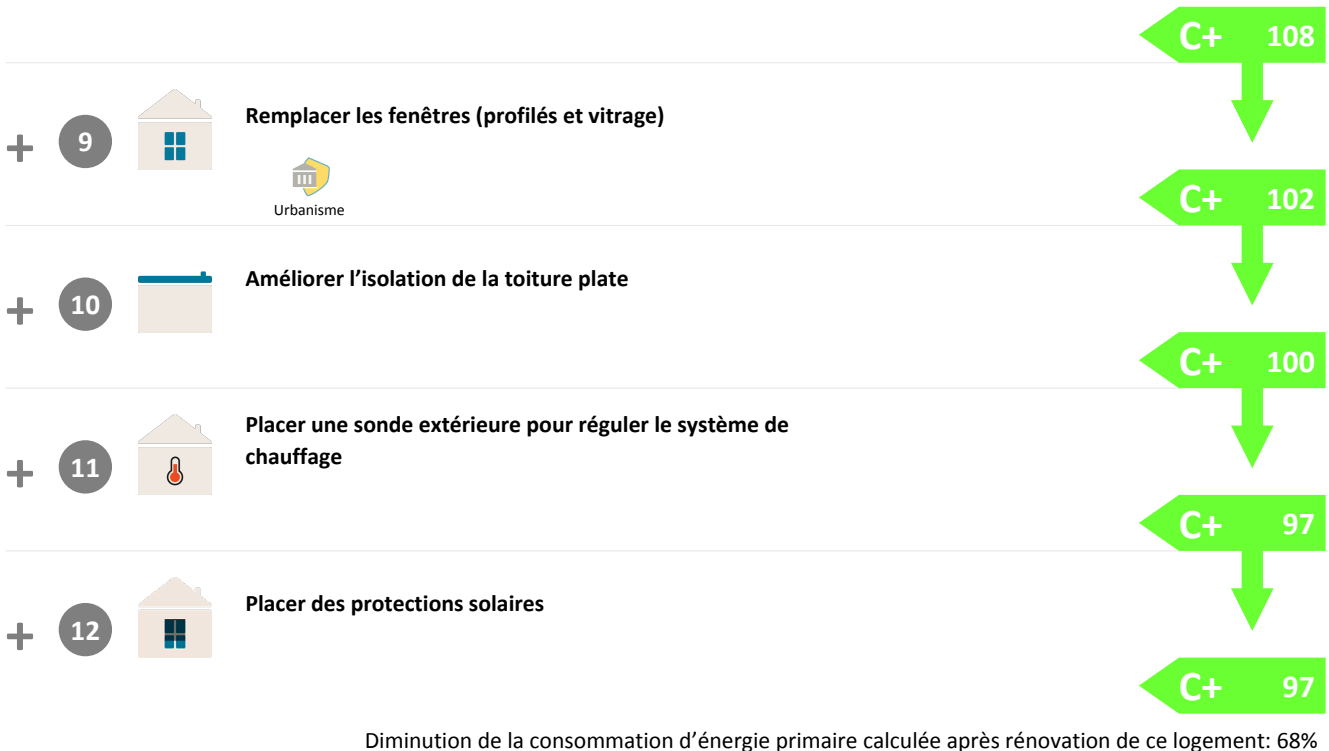 C+ 108
+ 9 Remplacer les fenêtres (profilés et vitrage)
Urbanisme
C+ 102
+ 10 Améliorer l'isolation de la toiture plate
C+ 100
+ 11 Placer une sonde extérieure pour réguler le système de
chauffage
C+ 97
+ 12 Placer des protections solaires
C+ 97
Diminution de la consommation d'énergie primaire calculée après rénovation de ce logement: 68%